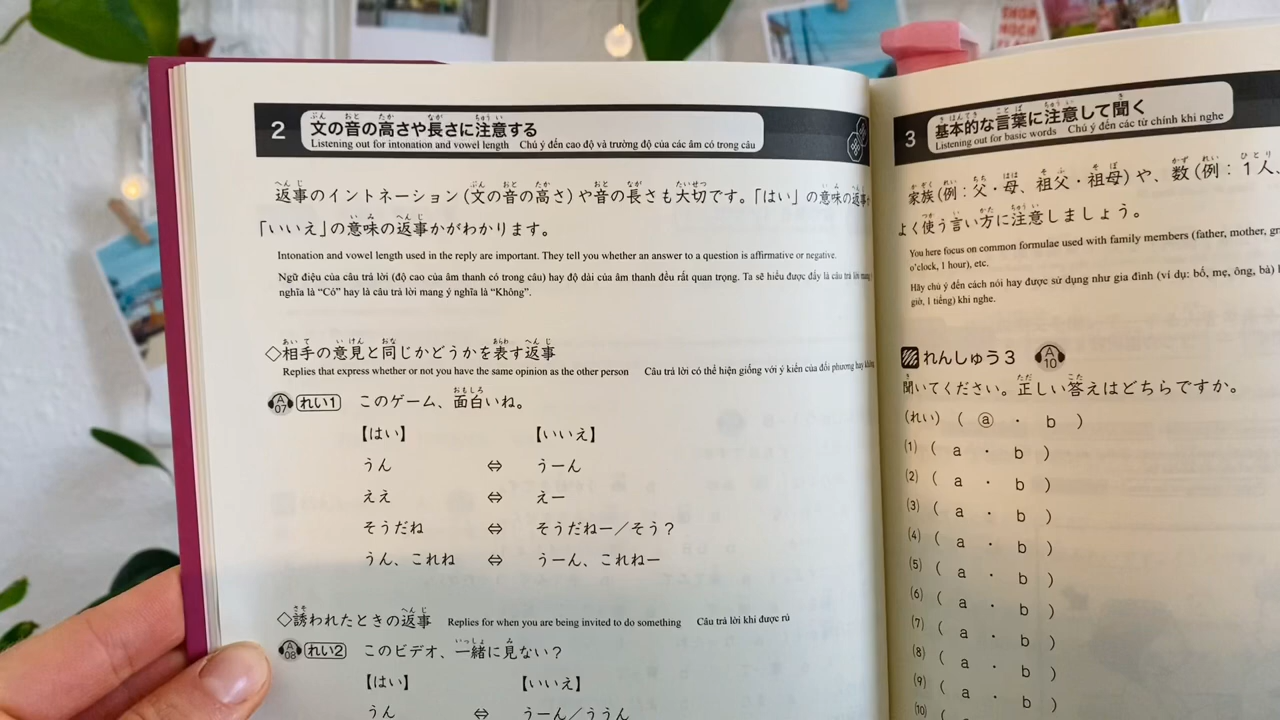 2 文の音の高さや長さに注意する
Listening out for intonation and vowel length Chú ý đến cao độ và trường độ của các âm có trong câu
返事のイントネーション(文の音の高さ)や音の長さも大切です。「はい」の意味の返事か
「いいえ」の意味の返事かがわかります。
Intonation and vowel length used in the reply are important. They tell you whether an answer to a question is affirmative or negative.
Ngữ điệu của câu trả lời (độ cao của âm thanh có trong câu) hay độ dài của âm thanh đều rất quan trọng. Ta sẽ hiểu được đấy là câu trả lời mang ý
nghĩa là “Có” hay là câu trả lời mang ý nghĩa là “Không”.
◇相手の意見と同じかどうかを表す返事
Replies that express whether or not you have the same opinion as the other person Câu trả lời có thể hiện giống với ý kiến của đối phương hay không
A07 れい1 このゲーム、面白いね。
【はい】 【いいえ】
うん ⇔ うーん
ええ ⇔ えー
そうだね ⇔ そうだねー/そう?
うん、これね ⇔ うーん、これねー
◇誘われたときの返事 Replies for when you are being invited to do something Câu trả lời khi được rủ
A08 れい2 このビデオ、一緒に見ない?
【はい】 【いいえ】
うん ⇔ うーん/ううん
3 基本的な言葉に注意して聞く
Listening out for basic words Chú ý đến các từ chính khi nghe
家族(例:父・母、祖父・祖母)や、数(例:1人、
よく使う言い方に注意しましょう。
You here focus on common formulae used with family members (father, mother, gr
o’clock, 1 hour), etc.
Hãy chú ý đến cách nói hay được sử dụng như gia đình (ví dụ: bố, mẹ, ông, bà)
giờ, 1 tiếng) khi nghe.
れんしゅう3 A10
聞いてください。正しい答えはどちらですか。
(れい) ( ⓐ ・ b )
(1) ( a ・ b )
(2) ( a ・ b )
(3) ( a ・ b )
(4) ( a ・ b )
(5) ( a ・ b )
(6) ( a ・ b )
(7) ( a ・ b )
(8) ( a ・ b )
(9) ( a ・ b )
(10)